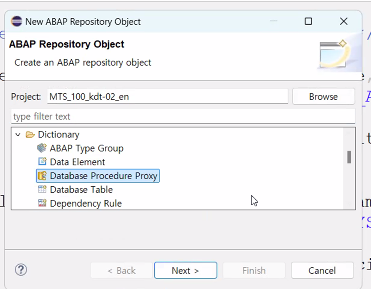 New ABAP Repository Object
ABAP Repository Object
Create an ABAP repository object
Project: MTS_100_kdt-02_en Browse
type filter text
Dictionary
ABAP Type Group
Data Element
Database Procedure Proxy
Database Table
Dependency Rule
? < Back Next > Finish Cancel